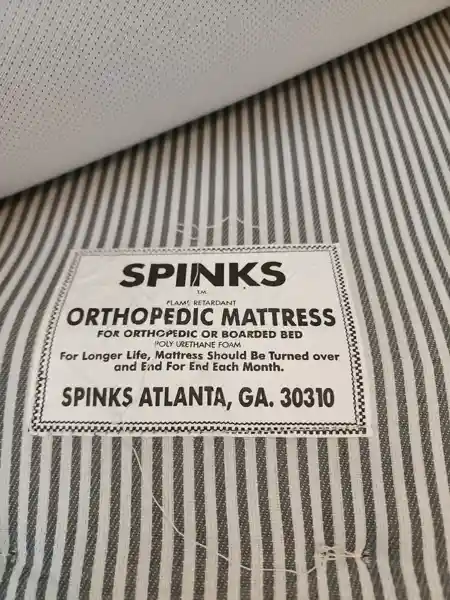 SPINKS
T.M.
FLAME RETARDANT
ORTHOPEDIC MATTRESS
FOR ORTHOPEDIC OR BOARDED BED
POLY URETHANE FOAM
For Longer Life, Mattress Should Be Turned over
and End For End Each Month.
SPINKS ATLANTA, GA. 30310